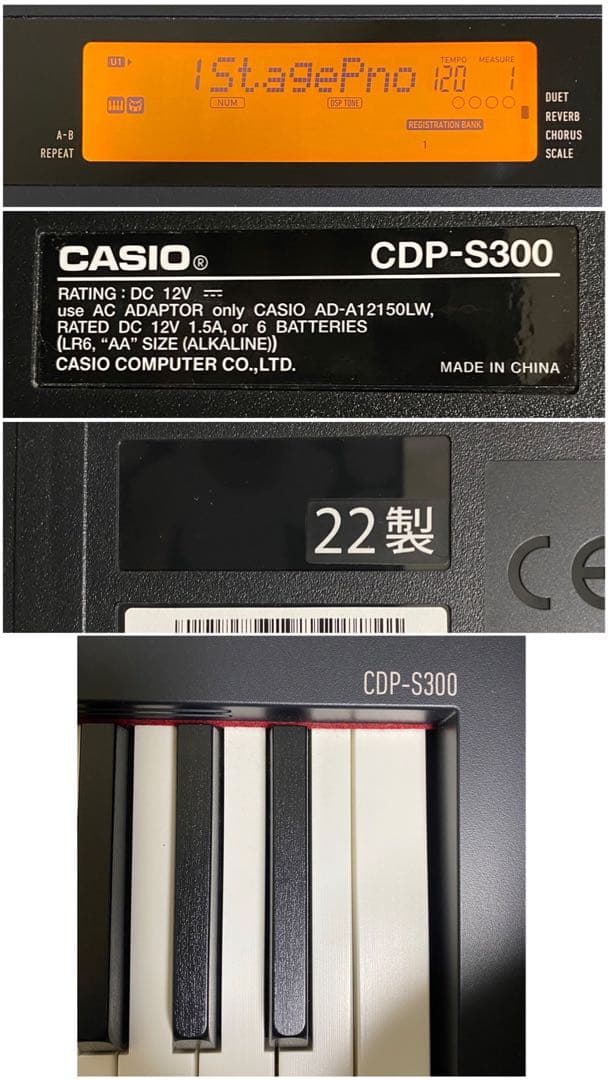 U1
1StagePno
TEMPO
MEASURE
120
1
NUM
DSP TONE
REGISTRATION BANK
1
A-B
REPEAT
DUET
REVERB
CHORUS
SCALE
CASIO®
CDP-S300
RATING : DC 12V
use AC ADAPTOR only CASIO AD-A12150LW,
RATED DC 12V 1.5A, or 6 BATTERIES
(LR6, “AA” SIZE (ALKALINE))
CASIO COMPUTER CO.,LTD.
MADE IN CHINA
22製
CE
CDP-S300